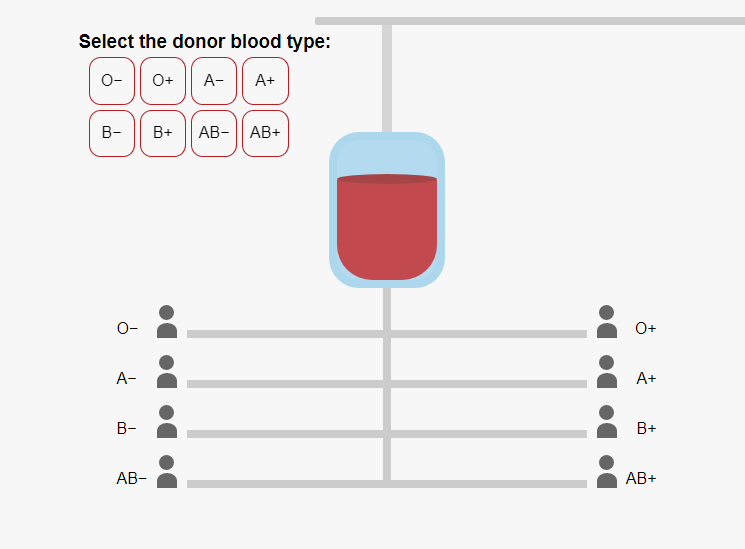 Select the donor blood type:
O− O+ A− A+
B− B+ AB− AB+
O− O+
A− A+
B− B+
AB− AB+